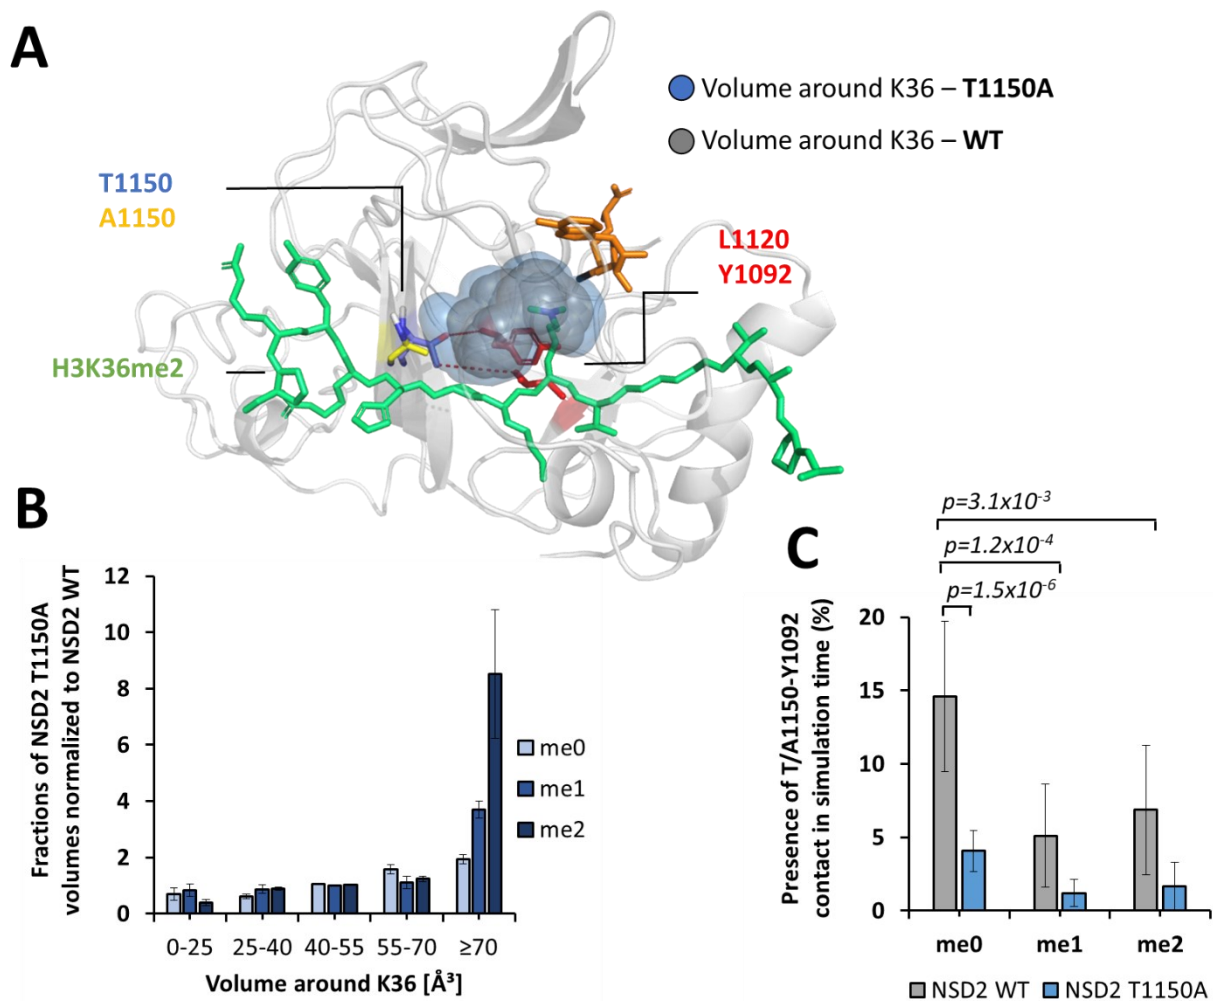 A
Volume around K36 – T1150A
Volume around K36 – WT
T1150
A1150
L1120
Y1092
H3K36me2
B
Fractions of NSD2 T1150A
volumes normalized to NSD2 WT
12
10
8
6
4
2
0
me0
me1
me2
0-25
25-40
40-55
55-70
≥70
Volume around K36 [Å³]
C
p=3.1x10⁻³
p=1.2x10⁻⁴
p=1.5x10⁻⁶
Presence of T/A1150-Y1092
contact in simulation time (%)
20
15
10
5
0
me0
me1
me2
NSD2 WT
NSD2 T1150A